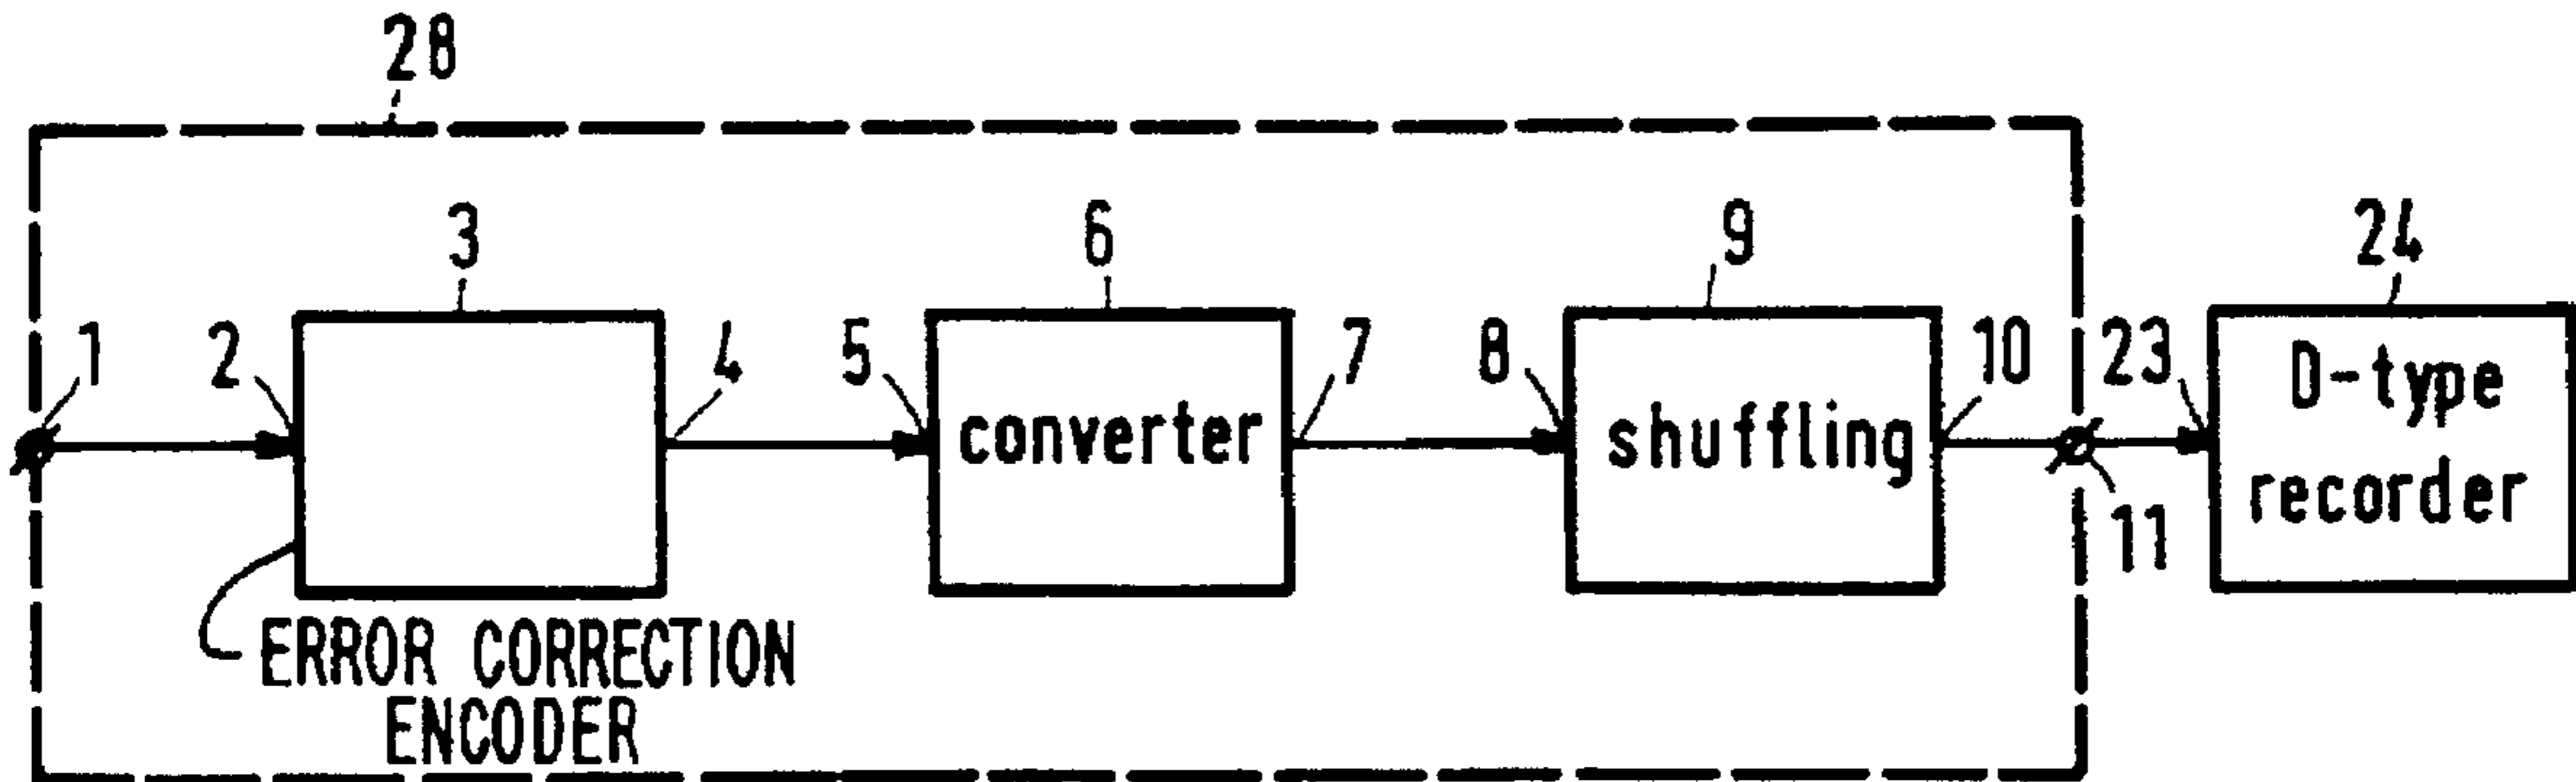 28
3
6
9
24
1
2
4
5
7
8
10
23
D-type
converter
shuffling
recorder
11
ERROR CORRECTION
ENCODER